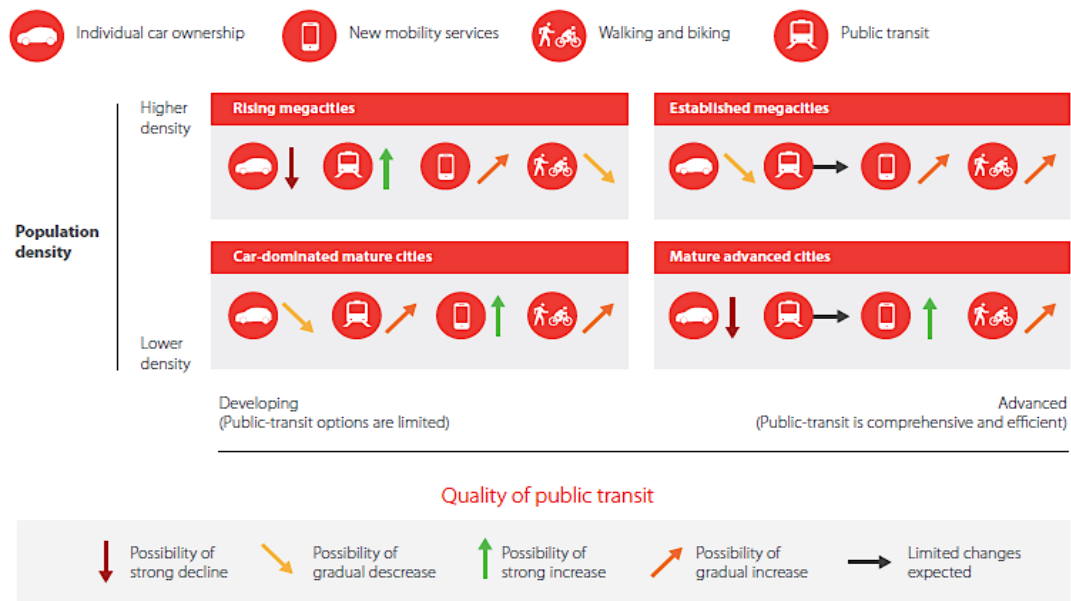 Individual car ownership
New mobility services
Walking and biking
Public transit
Higher
density
Rising megacities
Established megacities
Population
density
Car-dominated mature cities
Mature advanced cities
Lower
density
Developing
(Public-transit options are limited)
Advanced
(Public-transit is comprehensive and efficient)
Quality of public transit
Possibility of
strong decline
Possibility of
gradual descrease
Possibility of
strong increase
Possibility of
gradual increase
Limited changes
expected